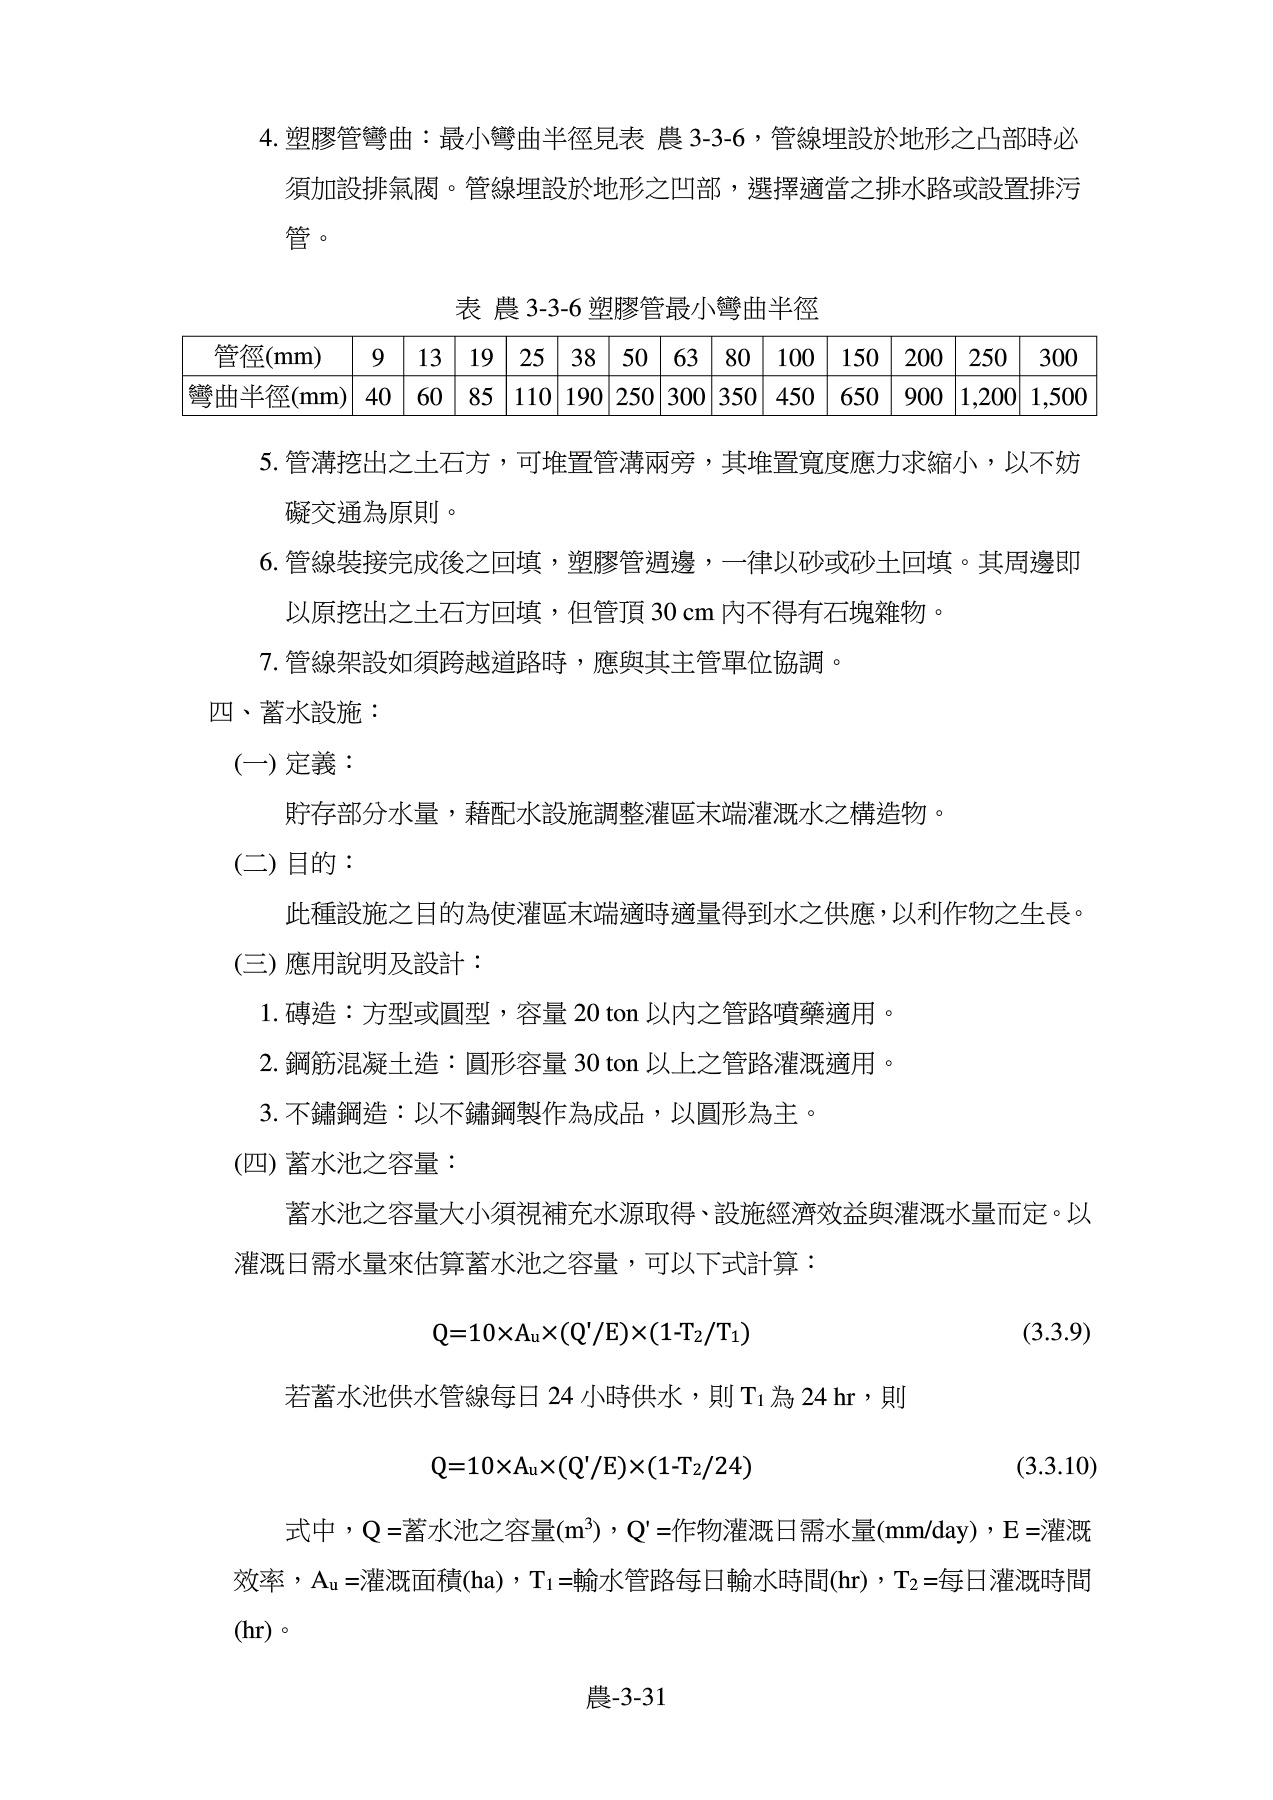 4. 塑膠管彎曲：最小彎曲半徑見表 農 3-3-6，管線埋設於地形之凸部時必
須加設排氣閥。管線埋設於地形之凹部，選擇適當之排水路或設置排污
管。
表 農 3-3-6 塑膠管最小彎曲半徑
管徑(mm) 9 13 19 25 38 50 63 80 100 150 200 250 300
彎曲半徑(mm) 40 60 85 110 190 250 300 350 450 650 900 1,200 1,500
5. 管溝挖出之土石方，可堆置管溝兩旁，其堆置寬度應力求縮小，以不妨
礙交通為原則。
6. 管線裝接完成後之回填，塑膠管週邊，一律以砂或砂土回填。其周邊即
以原挖出之土石方回填，但管頂 30 cm 內不得有石塊雜物。
7. 管線架設如須跨越道路時，應與其主管單位協調。
四、蓄水設施：
(一) 定義：
貯存部分水量，藉配水設施調整灌區末端灌溉水之構造物。
(二) 目的：
此種設施之目的為使灌區末端適時適量得到水之供應，以利作物之生長。
(三) 應用說明及設計：
1. 磚造：方型或圓型，容量 20 ton 以內之管路噴藥適用。
2. 鋼筋混凝土造：圓形容量 30 ton 以上之管路灌溉適用。
3. 不鏽鋼造：以不鏽鋼製作為成品，以圓形為主。
(四) 蓄水池之容量：
蓄水池之容量大小須視補充水源取得、設施經濟效益與灌溉水量而定。以
灌溉日需水量來估算蓄水池之容量，可以下式計算：
Q=10×Au×(Q'/E)×(1-T2/T1) (3.3.9)
若蓄水池供水管線每日 24 小時供水，則 T1 為 24 hr，則
Q=10×Au×(Q'/E)×(1-T2/24) (3.3.10)
式中，Q =蓄水池之容量(m³)，Q' =作物灌溉日需水量(mm/day)，E =灌溉
效率，Au =灌溉面積(ha)，T1 =輸水管路每日輸水時間(hr)，T2 =每日灌溉時間
(hr)。
農-3-31